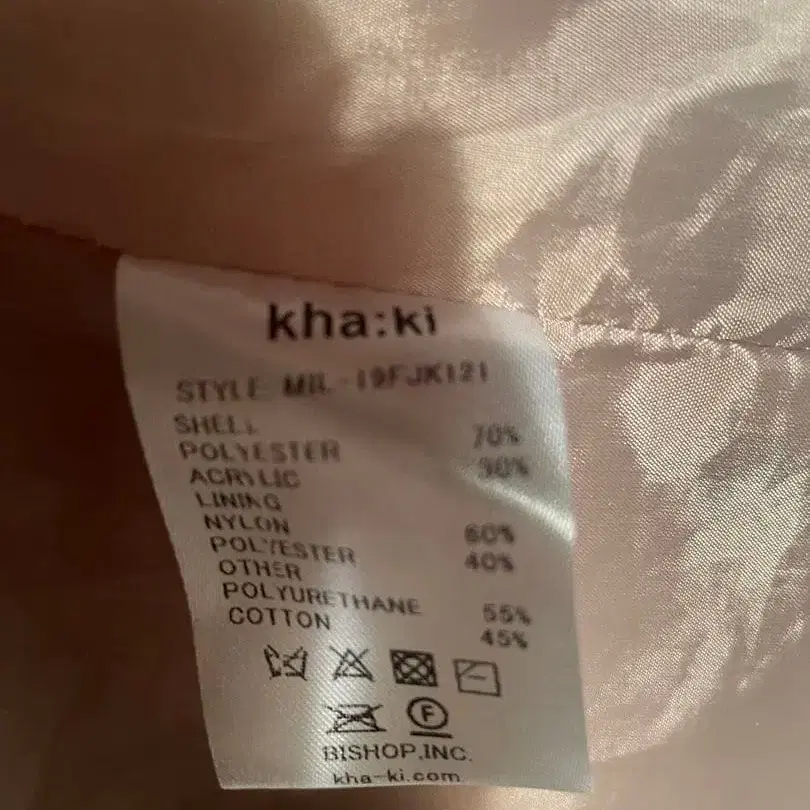 kha:ki
STYLE: MIL-19FJK121
SHELL
POLYESTER 70%
ACRYLIC 30%
LINING
NYLON 60%
POLYESTER 40%
OTHER
POLYURETHANE 55%
COTTON 45%
F
BISHOP,INC.
kha-ki.com